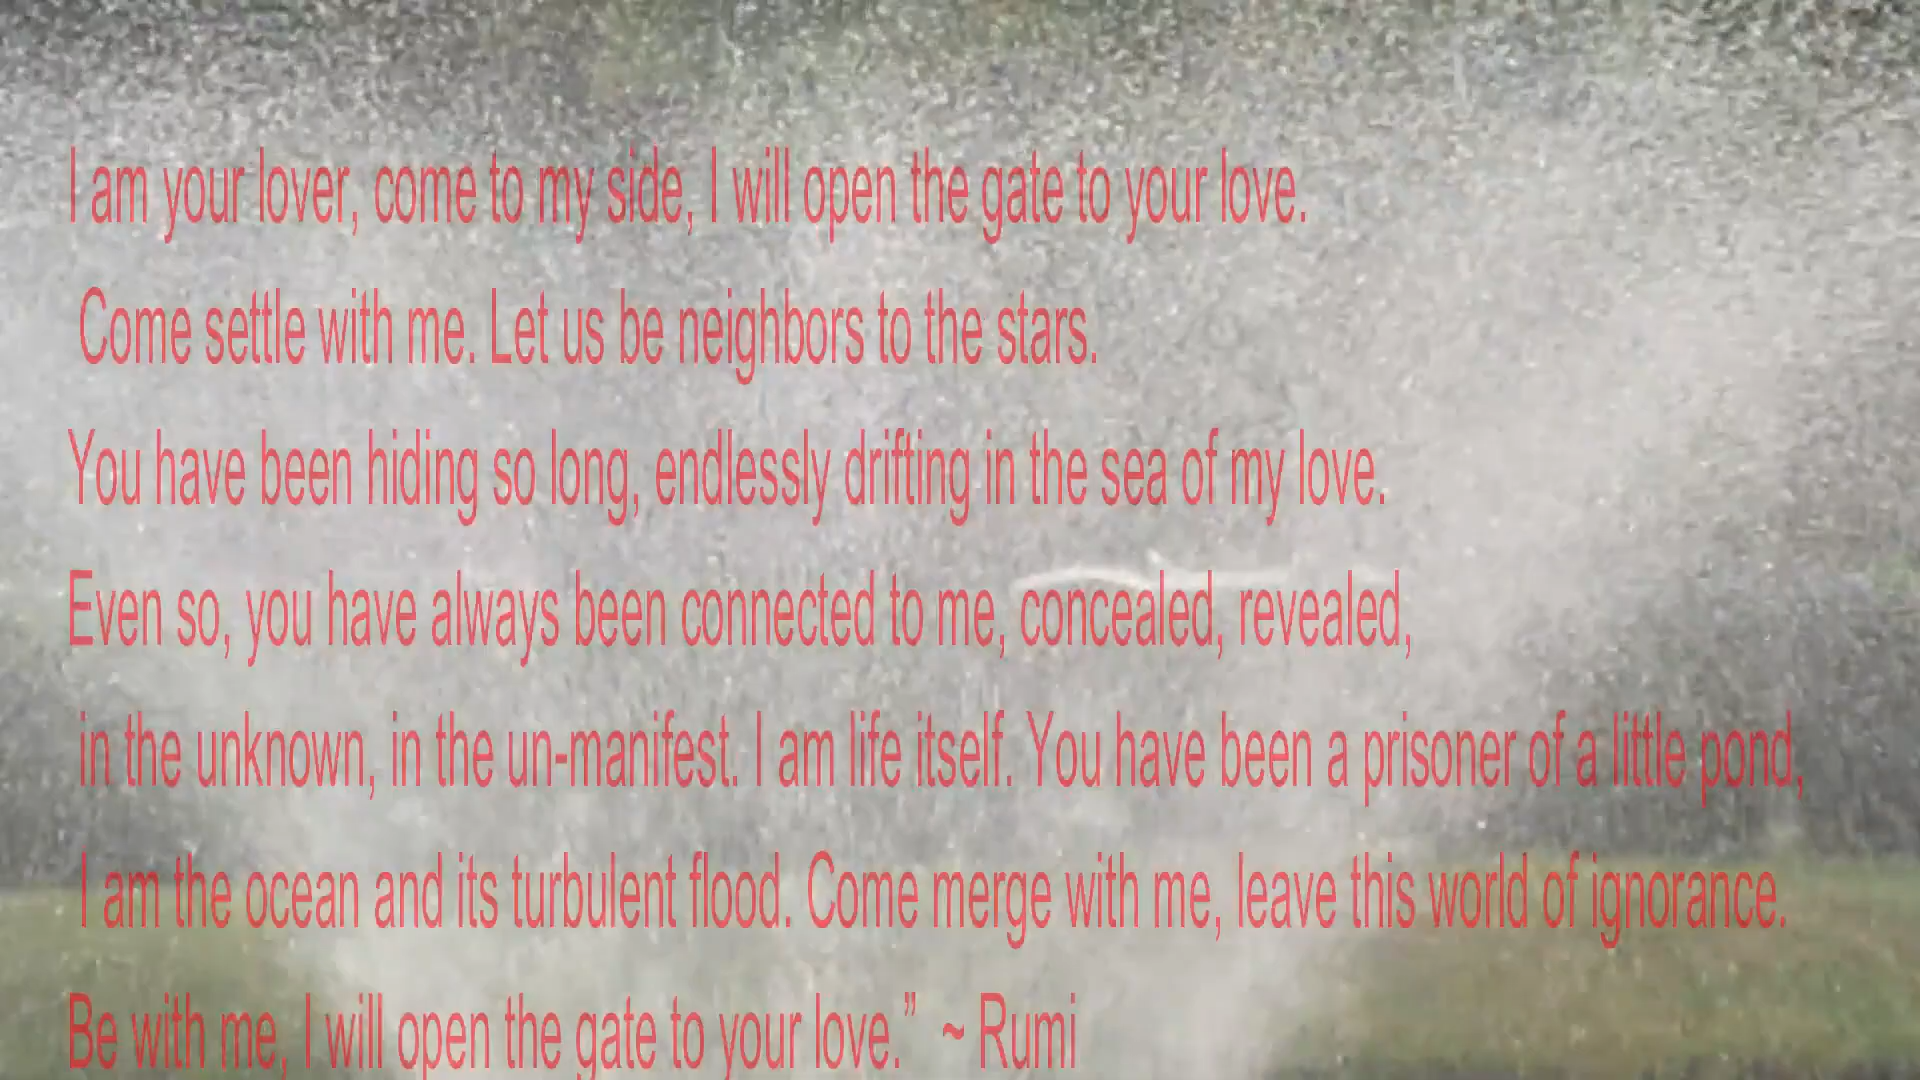 I am your lover, come to my side, I will open the gate to your love.
Come settle with me. Let us be neighbors to the stars.
You have been hiding so long, endlessly drifting in the sea of my love.
Even so, you have always been connected to me, concealed, revealed,
in the unknown, in the un-manifest. I am life itself. You have been a prisoner of a little pond,
I am the ocean and its turbulent flood. Come merge with me, leave this world of ignorance.
Be with me, I will open the gate to your love.” ~ Rumi